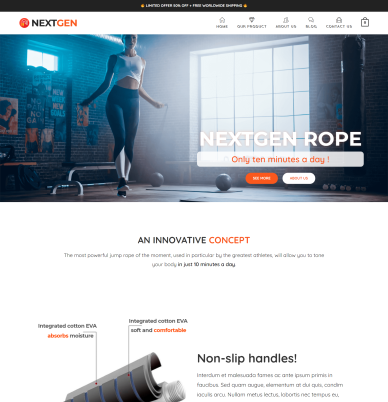 🔥 LIMITED OFFER 50% OFF + FREE WORLDWIDE SHIPPING 🔥
NEXTGEN
HOME OUR PRODUCT ABOUT US BLOG CONTACT US 0
NEXTGEN ROPE
Only ten minutes a day !
SEE MORE ABOUT US
AN INNOVATIVE CONCEPT
The most powerful jump rope of the moment, used in particular by the greatest athletes, will allow you to tone
your body in just 10 minutes a day.
Integrated cotton EVA
absorbs moisture
Integrated cotton EVA
soft and comfortable
Non-slip handles!
Interdum et malesuada fames ac ante ipsum primis in
faucibus. Sed quam augue, elementum at dui quis, condim
iaculis arcu. Nullam metus lectus, lobortis nec tempus eu,